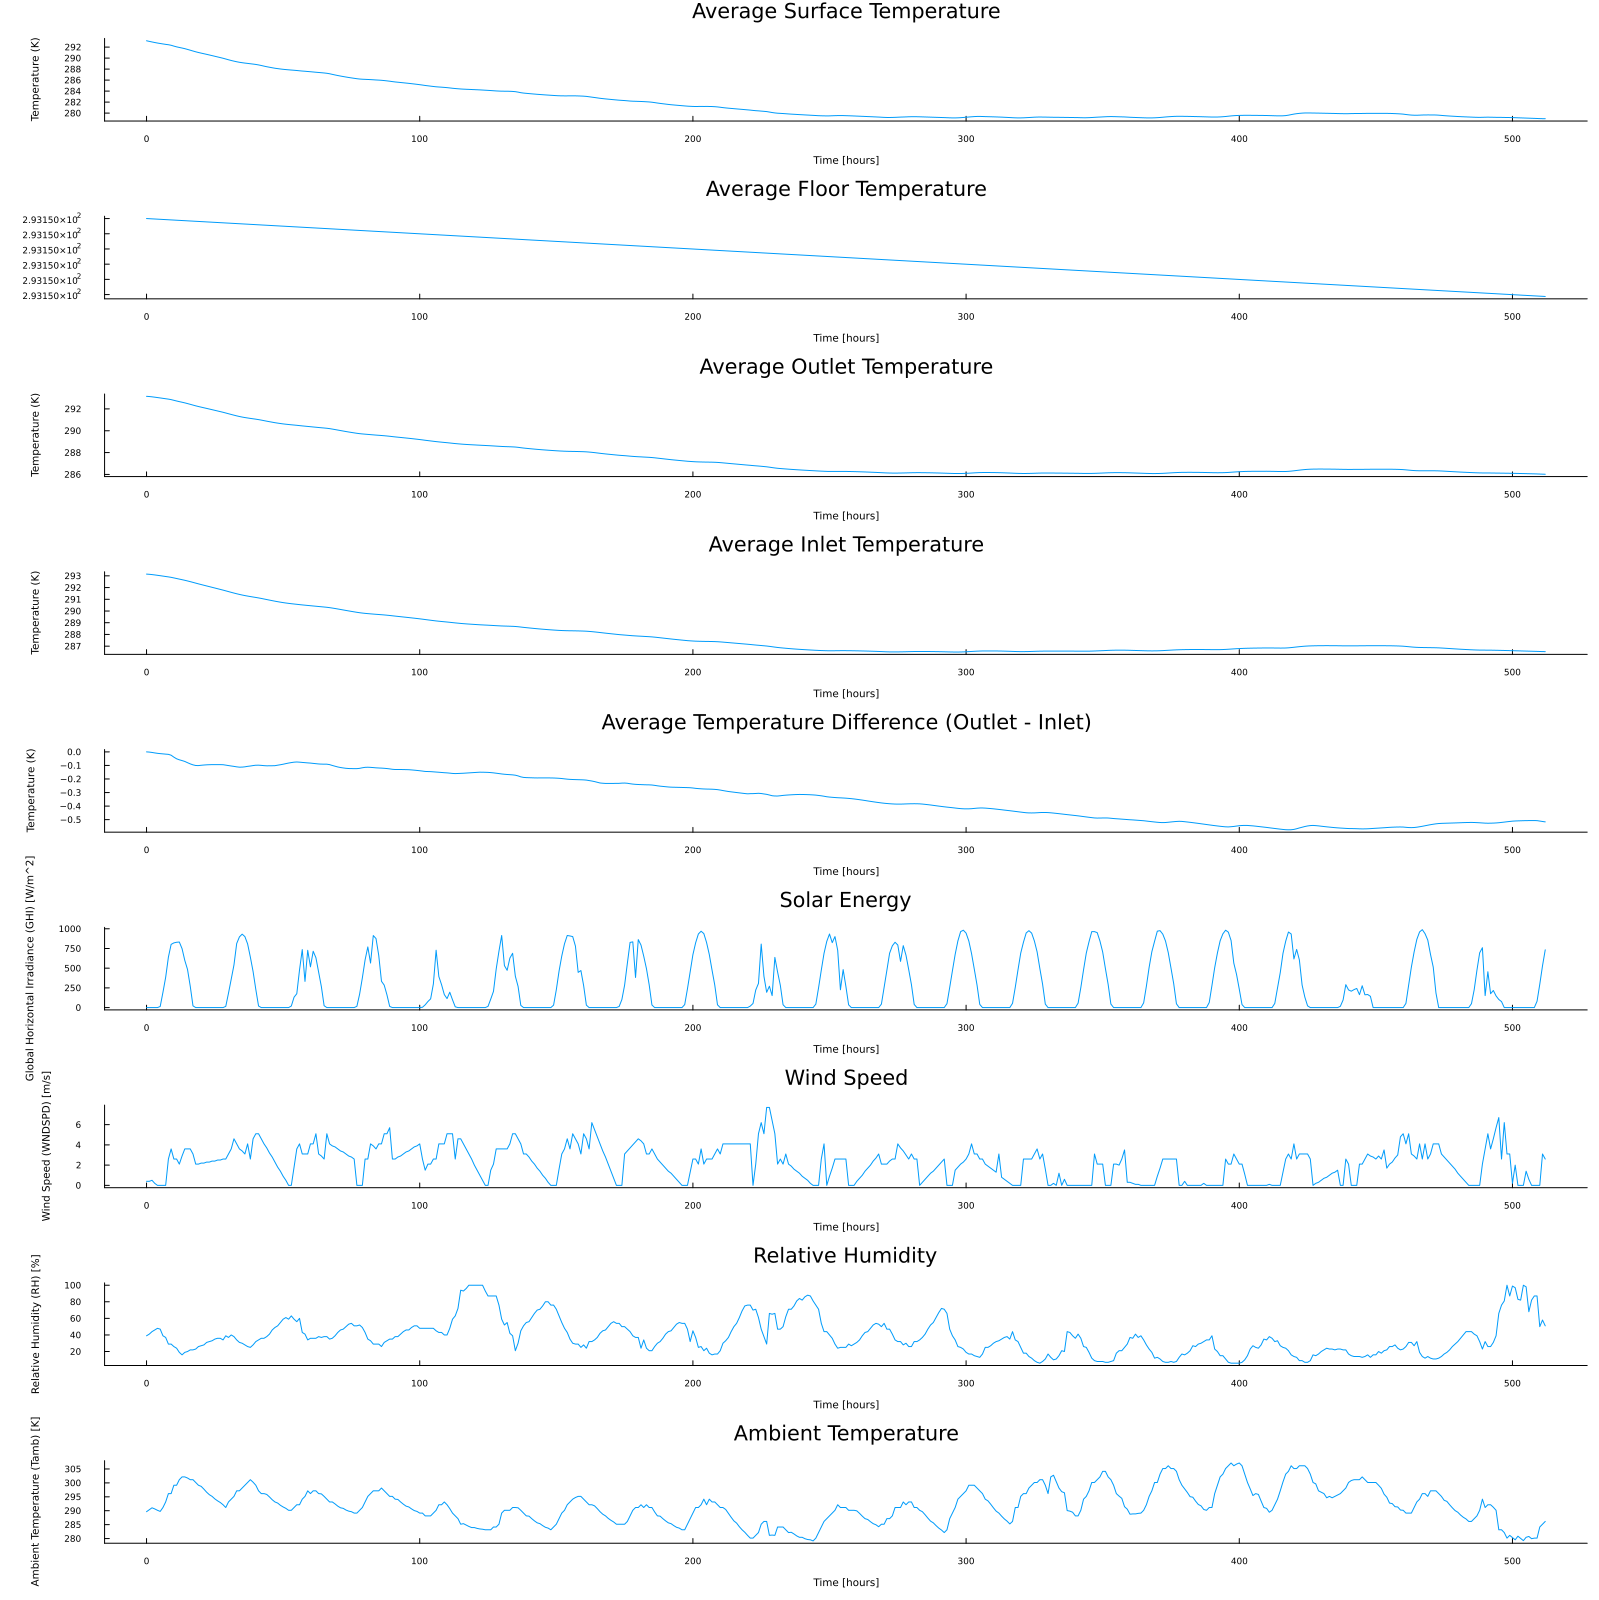 Average Surface Temperature
Temperature (K)
292
290
288
286
284
282
280
0 100 200 300 400 500
Time [hours]
Average Floor Temperature
2.93150×10²
2.93150×10²
2.93150×10²
2.93150×10²
2.93150×10²
2.93150×10²
0 100 200 300 400 500
Time [hours]
Average Outlet Temperature
Temperature (K)
292
290
288
286
0 100 200 300 400 500
Time [hours]
Average Inlet Temperature
Temperature (K)
293
292
291
290
289
288
287
0 100 200 300 400 500
Time [hours]
Average Temperature Difference (Outlet - Inlet)
Temperature (K)
0.0
−0.1
−0.2
−0.3
−0.4
−0.5
0 100 200 300 400 500
Time [hours]
Solar Energy
Global Horizontal Irradiance (GHI) [W/m^2]
1000
750
500
250
0
0 100 200 300 400 500
Time [hours]
Wind Speed
Wind Speed (WNDSPD) [m/s]
6
4
2
0
0 100 200 300 400 500
Time [hours]
Relative Humidity
Relative Humidity (RH) [%]
100
80
60
40
20
0 100 200 300 400 500
Time [hours]
Ambient Temperature
Ambient Temperature (Tamb) [K]
305
300
295
290
285
280
0 100 200 300 400 500
Time [hours]